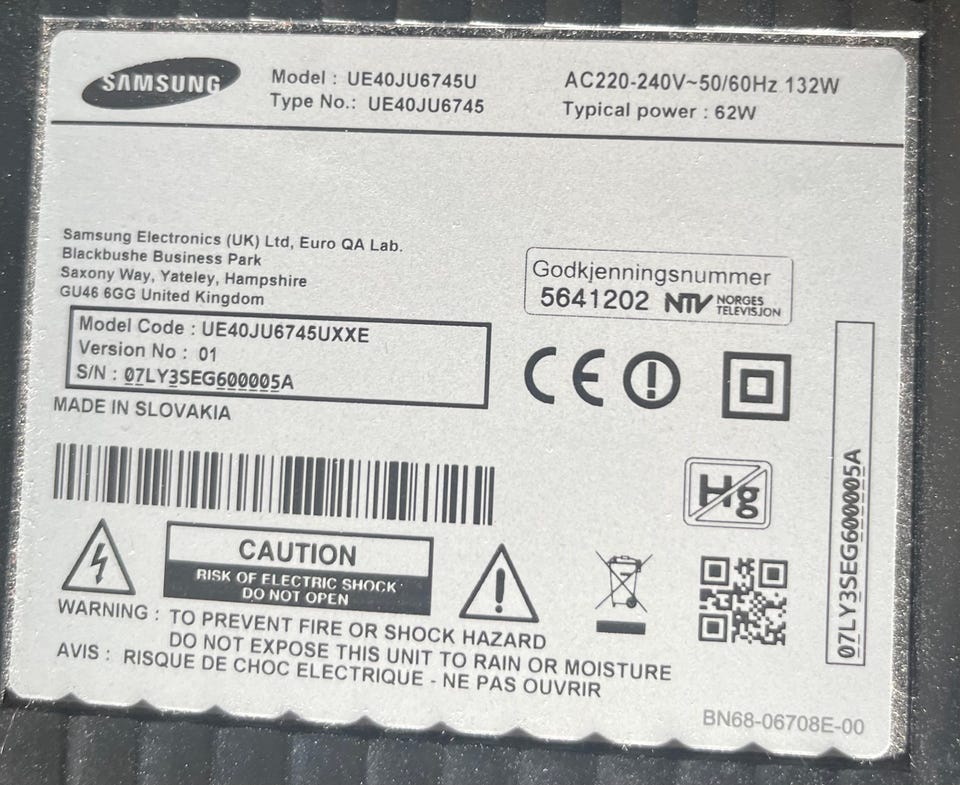 SAMSUNG
Model : UE40JU6745U
Type No.: UE40JU6745
AC220-240V~50/60Hz 132W
Typical power : 62W
Samsung Electronics (UK) Ltd, Euro QA Lab.
Blackbushe Business Park
Saxony Way, Yateley, Hampshire
GU46 6GG United Kingdom
Godkjenningsnummer
5641202 NTV NORGES
TELEVISJON
Model Code : UE40JU6745UXXE
Version No : 01
S/N : 07LY3SEG600005A
MADE IN SLOVAKIA
CE
Hg
07LY3SEG600005A
CAUTION
RISK OF ELECTRIC SHOCK
DO NOT OPEN
WARNING : TO PREVENT FIRE OR SHOCK HAZARD
DO NOT EXPOSE THIS UNIT TO RAIN OR MOISTURE
AVIS : RISQUE DE CHOC ELECTRIQUE - NE PAS OUVRIR
BN68-06708E-00